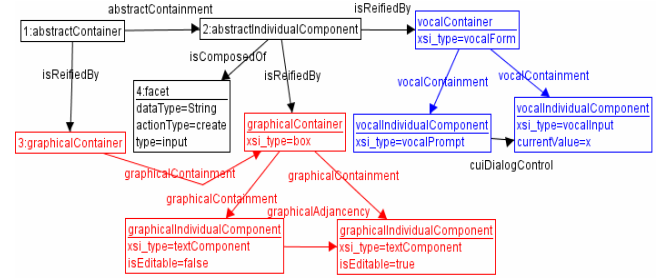 abstractContainment
isReifiedBy
vocalContainer
xsi_type=vocalForm
1:abstractContainer
2:abstractIndividualComponent
isComposedOf
isReifiedBy
isReifiedBy
vocalContainment
vocalContainment
4:facet
dataType=String
actionType=create
type=input
graphicalContainer
xsi_type=box
vocalIndividualComponent
xsi_type=vocalPrompt
vocalIndividualComponent
xsi_type=vocalInput
currentValue=x
3:graphicalContainer
cuiDialogControl
graphicalContainment
graphicalContainment
graphicalContainment
graphicalAdjancency
graphicalIndividualComponent
xsi_type=textComponent
isEditable=false
graphicalIndividualComponent
xsi_type=textComponent
isEditable=true